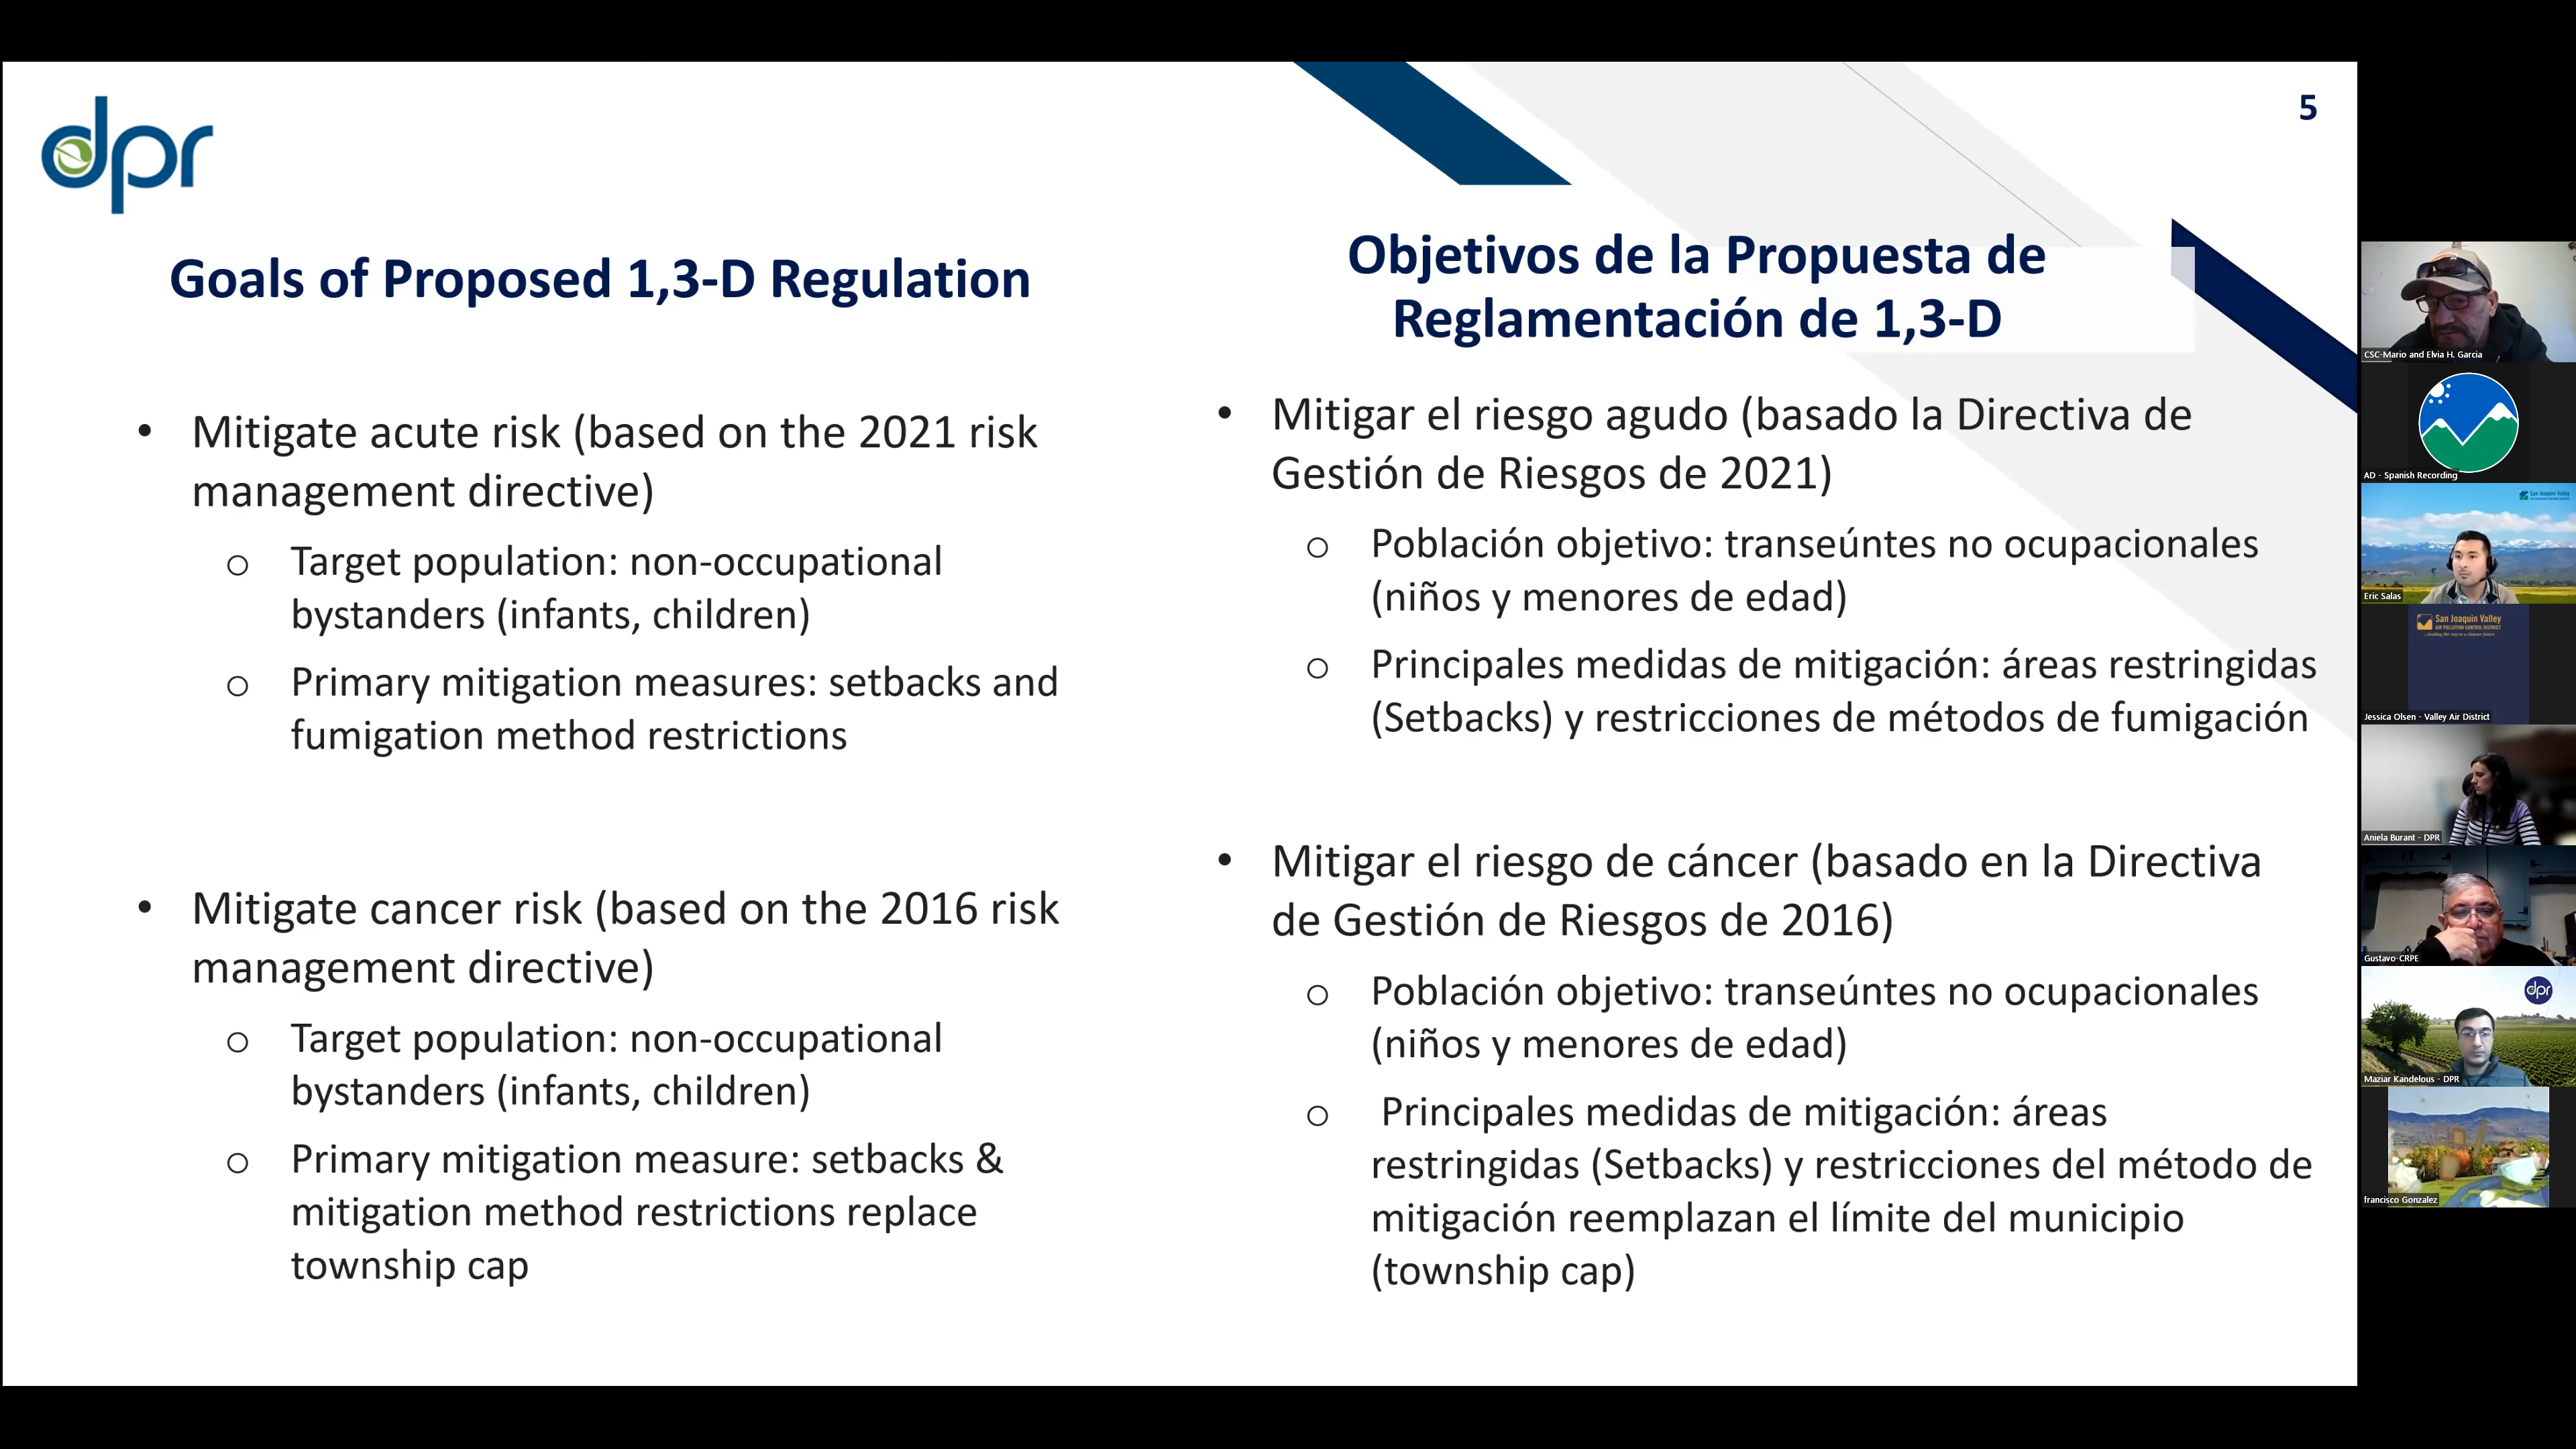 dpr
5
Goals of Proposed 1,3-D Regulation
• Mitigate acute risk (based on the 2021 risk
management directive)
o Target population: non-occupational
bystanders (infants, children)
o Primary mitigation measures: setbacks and
fumigation method restrictions
• Mitigate cancer risk (based on the 2016 risk
management directive)
o Target population: non-occupational
bystanders (infants, children)
o Primary mitigation measure: setbacks &
mitigation method restrictions replace
township cap
Objetivos de la Propuesta de
Reglamentación de 1,3-D
• Mitigar el riesgo agudo (basado la Directiva de
Gestión de Riesgos de 2021)
o Población objetivo: transeúntes no ocupacionales
(niños y menores de edad)
o Principales medidas de mitigación: áreas restringidas
(Setbacks) y restricciones de métodos de fumigación
• Mitigar el riesgo de cáncer (basado en la Directiva
de Gestión de Riesgos de 2016)
o Población objetivo: transeúntes no ocupacionales
(niños y menores de edad)
o Principales medidas de mitigación: áreas
restringidas (Setbacks) y restricciones del método de
mitigación reemplazan el límite del municipio
(township cap)
CSC-Mario and Elvia H. Garcia
AD - Spanish Recording
San Joaquin Valley
Eric Salas
San Joaquin Valley
AIR POLLUTION CONTROL DISTRICT
Jessica Olsen - Valley Air District
Aniela Burant - DPR
Gustavo-CRPE
dpr
Maziar Kandelous - DPR
francisco Gonzalez